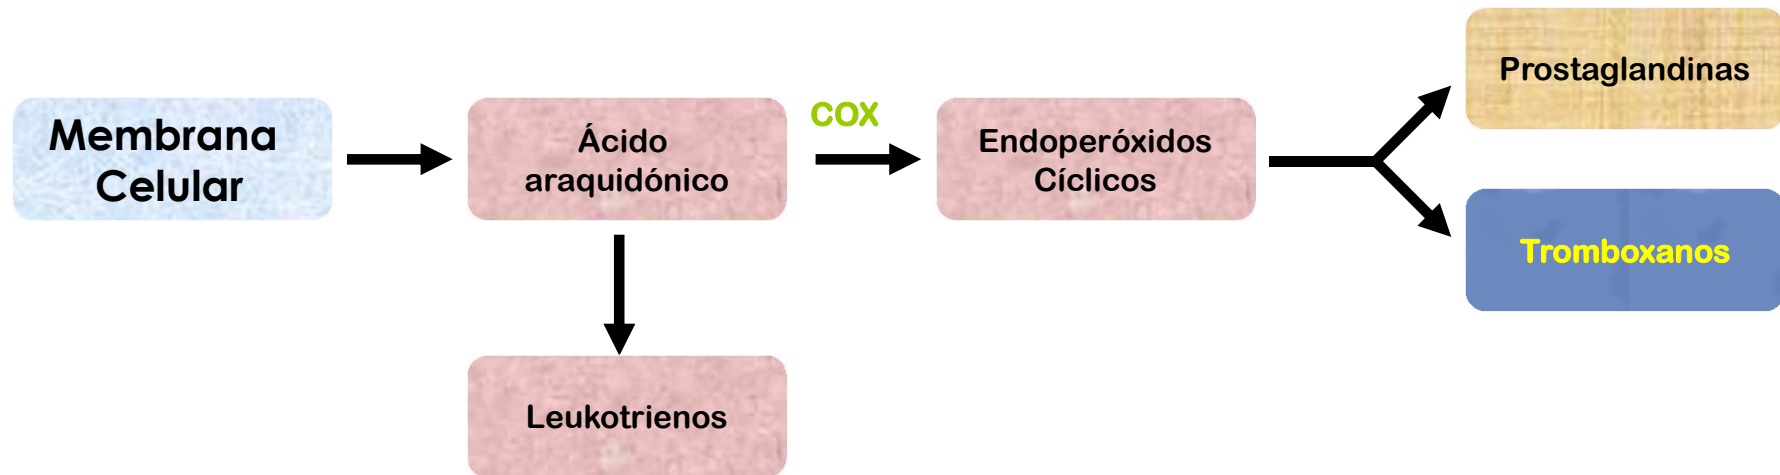 Membrana
Celular
Ácido
araquidónico
COX
Endoperóxidos
Cíclicos
Prostaglandinas
Tromboxanos
Leukotrienos